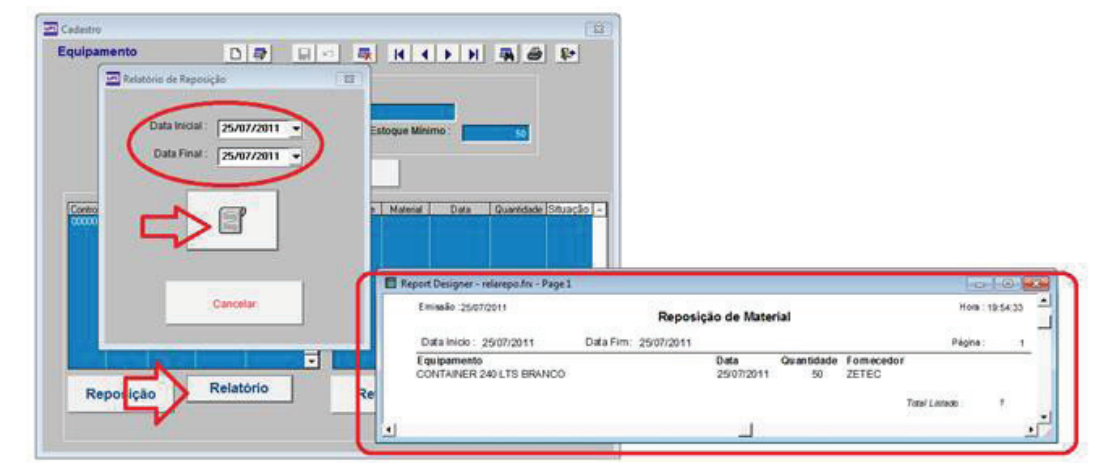 Cadastro
Equipamento
Relatório de Reposição
Data Inicial : 25/07/2011
Data Final : 25/07/2011
Estoque Mínimo : 50
Material Data Quantidade Situação
Cancelar
Reposição
Relatório
Report Designer - relarepo.frx - Page 1
Emissão :25/07/2011
Hora : 19:54:33
Reposição de Material
Data Inicio : 25/07/2011 Data Fim: 25/07/2011 Página : 1
Equipamento Data Quantidade Fornecedor
CONTAINER 240 LTS BRANCO 25/07/2011 50 ZETEC
Total Listado :